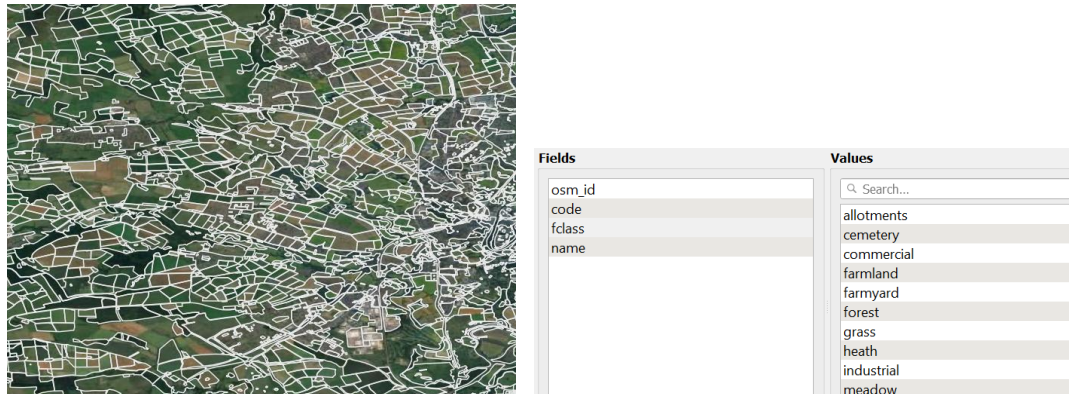 Fields
Values
osm_id
code
fclass
name
Search...
allotments
cemetery
commercial
farmland
farmyard
forest
grass
heath
industrial
meadow